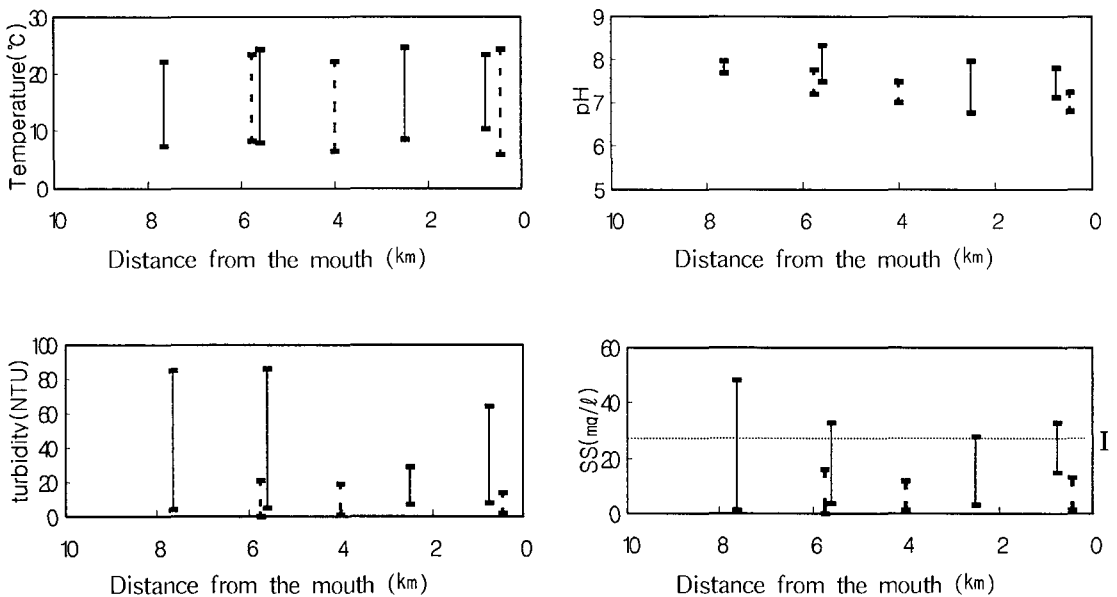 Temperature(℃)
30
20
10
0
10 8 6 4 2 0
Distance from the mouth (km)
pH
9
8
7
6
5
10 8 6 4 2 0
Distance from the mouth (km)
turbidity(NTU)
100
80
60
40
20
0
10 8 6 4 2 0
Distance from the mouth (km)
SS(mg/ℓ)
60
40
20
0
I
10 8 6 4 2 0
Distance from the mouth (km)